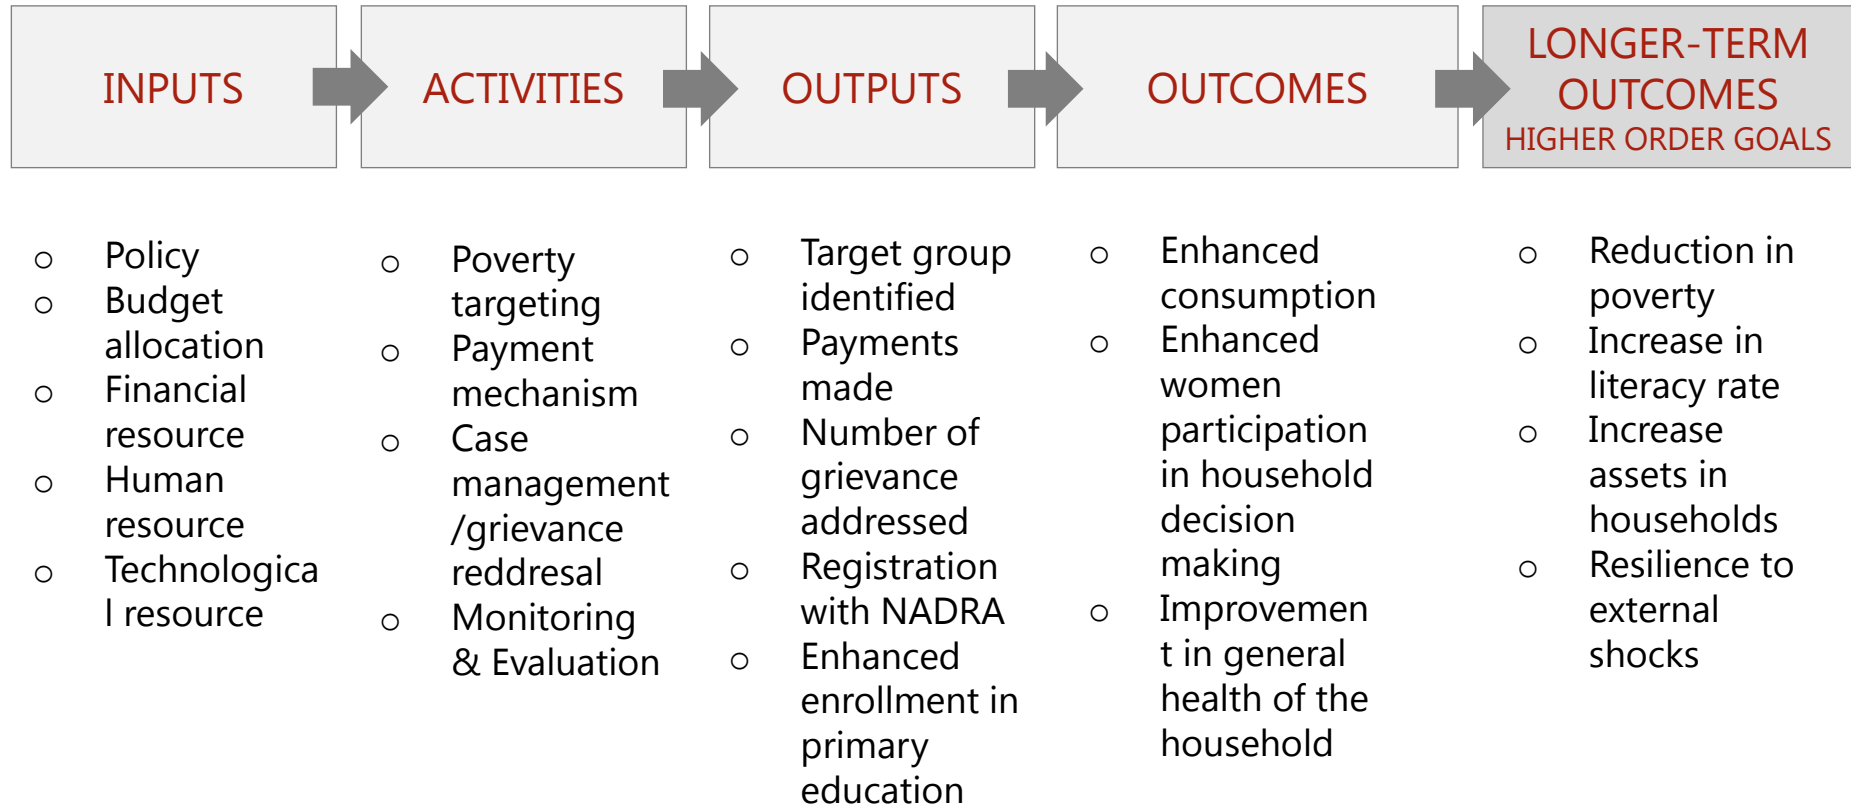 INPUTS
ACTIVITIES
OUTPUTS
OUTCOMES
LONGER-TERM
OUTCOMES
HIGHER ORDER GOALS
o Policy
o Budget
allocation
o Financial
resource
o Human
resource
o Technologica
l resource
o Poverty
targeting
o Payment
mechanism
o Case
management
/grievance
reddresal
o Monitoring
& Evaluation
o Target group
identified
o Payments
made
o Number of
grievance
addressed
o Registration
with NADRA
o Enhanced
enrollment in
primary
education
o Enhanced
consumption
o Enhanced
women
participation
in household
decision
making
o Improvemen
t in general
health of the
household
o Reduction in
poverty
o Increase in
literacy rate
o Increase
assets in
households
o Resilience to
external
shocks